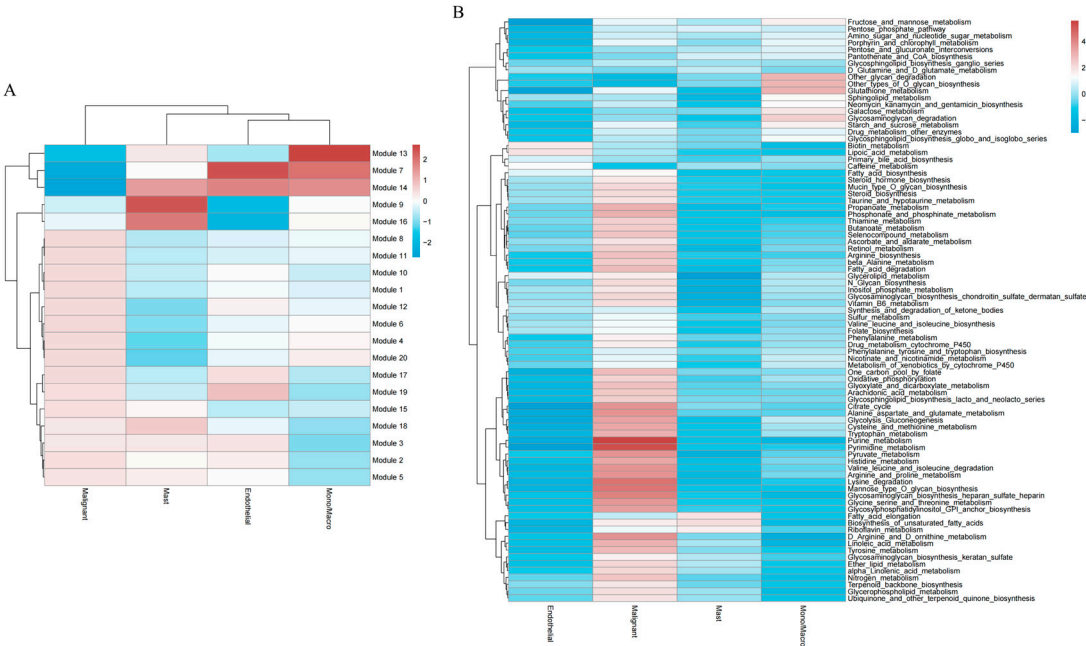 A
Module 13
Module 7
Module 14
Module 9
Module 16
Module 8
Module 11
Module 10
Module 1
Module 12
Module 6
Module 4
Module 20
Module 17
Module 19
Module 15
Module 18
Module 3
Module 2
Module 5
2
1
0
−1
−2
Malignant
Mast
Endothelial
Mono/Macro
B
Fructose_and_mannose_metabolism
Pentose_phosphate_pathway
Amino_sugar_and_nucleotide_sugar_metabolism
Porphyrin_and_chlorophyll_metabolism
Pentose_and_glucuronate_interconversions
Pantothenate_and_CoA_biosynthesis
Glycosphingolipid_biosynthesis_ganglio_series
D_Glutamine_and_D_glutamate_metabolism
Other_glycan_degradation
Other_types_of_O_glycan_biosynthesis
Glutathione_metabolism
Sphingolipid_metabolism
Neomycin_kanamycin_and_gentamicin_biosynthesis
Galactose_metabolism
Glycosaminoglycan_degradation
Starch_and_sucrose_metabolism
Drug_metabolism_other_enzymes
Glycosphingolipid_biosynthesis_globo_and_isoglobo_series
Biotin_metabolism
Lipoic_acid_metabolism
Primary_bile_acid_biosynthesis
Caffeine_metabolism
Fatty_acid_biosynthesis
Steroid_hormone_biosynthesis
Mucin_type_O_glycan_biosynthesis
Steroid_biosynthesis
Taurine_and_hypotaurine_metabolism
Propanoate_metabolism
Phosphonate_and_phosphinate_metabolism
Thiamine_metabolism
Butanoate_metabolism
Selenocompound_metabolism
Ascorbate_and_aldarate_metabolism
Retinol_metabolism
Arginine_biosynthesis
beta_Alanine_metabolism
Fatty_acid_degradation
Glycerolipid_metabolism
N_Glycan_biosynthesis
Inositol_phosphate_metabolism
Glycosaminoglycan_biosynthesis_chondroitin_sulfate_dermatan_sulfate
Vitamin_B6_metabolism
Synthesis_and_degradation_of_ketone_bodies
Sulfur_metabolism
Valine_leucine_and_isoleucine_biosynthesis
Folate_biosynthesis
Phenylalanine_metabolism
Drug_metabolism_cytochrome_P450
Phenylalanine_tyrosine_and_tryptophan_biosynthesis
Nicotinate_and_nicotinamide_metabolism
Metabolism_of_xenobiotics_by_cytochrome_P450
One_carbon_pool_by_folate
Oxidative_phosphorylation
Glyoxylate_and_dicarboxylate_metabolism
Arachidonic_acid_metabolism
Glycosphingolipid_biosynthesis_lacto_and_neolacto_series
Citrate_cycle
Alanine_aspartate_and_glutamate_metabolism
Glycolysis_Gluconeogenesis
Cysteine_and_methionine_metabolism
Tryptophan_metabolism
Purine_metabolism
Pyrimidine_metabolism
Pyruvate_metabolism
Histidine_metabolism
Valine_leucine_and_isoleucine_degradation
Arginine_and_proline_metabolism
Lysine_degradation
Mannose_type_O_glycan_biosynthesis
Glycosaminoglycan_biosynthesis_heparan_sulfate_heparin
Glycine_serine_and_threonine_metabolism
Glycosylphosphatidylinositol_GPI_anchor_biosynthesis
Fatty_acid_elongation
Biosynthesis_of_unsaturated_fatty_acids
Riboflavin_metabolism
D_Arginine_and_D_ornithine_metabolism
Linoleic_acid_metabolism
Tyrosine_metabolism
Glycosaminoglycan_biosynthesis_keratan_sulfate
Ether_lipid_metabolism
alpha_Linolenic_acid_metabolism
Nitrogen_metabolism
Terpenoid_backbone_biosynthesis
Glycerophospholipid_metabolism
Ubiquinone_and_other_terpenoid_quinone_biosynthesis
4
2
0
−2
Endothelial
Malignant
Mast
Mono/Macro